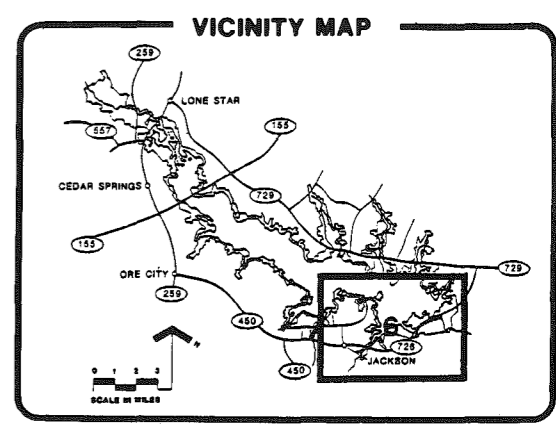 VICINITY MAP
259
LONE STAR
155
557
CEDAR SPRINGS
729
155
ORE CITY
259
729
450
6
726
JACKSON
450
N
0 1 2 3
SCALE IN MILES